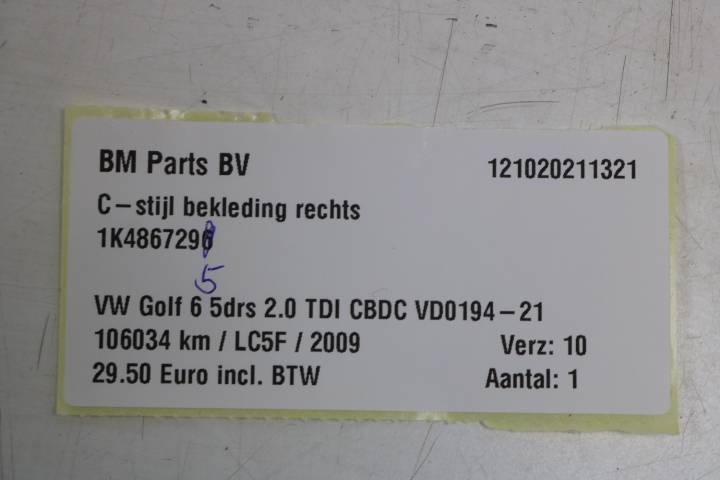 BM Parts BV 121020211321
C-stijl bekleding rechts
1K4867296
5
VW Golf 6 5drs 2.0 TDI CBDC VD0194-21
106034 km / LC5F / 2009 Verz: 10
29.50 Euro incl. BTW Aantal: 1